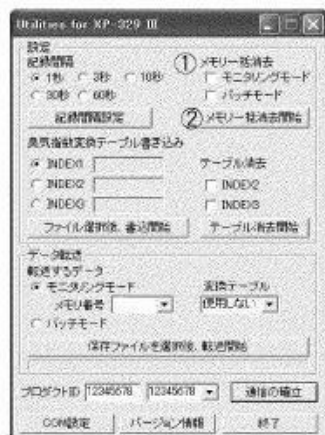 Utilities for XP-329 III
設定
記録間隔
1秒 3秒 10秒
30秒 60秒
記録間隔設定
① メモリー一括消去
モニタリングモード
バッチモード
② メモリー一括消去開始
臭気指数変換テーブル書き込み
INDEX1
INDEX2
INDEX3
ファイル選択後、書込開始
テーブル消去
INDEX2
INDEX3
テーブル消去開始
データ転送
転送するデータ
モニタリングモード
メモリ番号
バッチモード
変換テーブル
使用しない
保存ファイルを選択後、転送開始
プロダクトID 12345678 12345678 通信の確立
COM設定 バージョン情報 終了